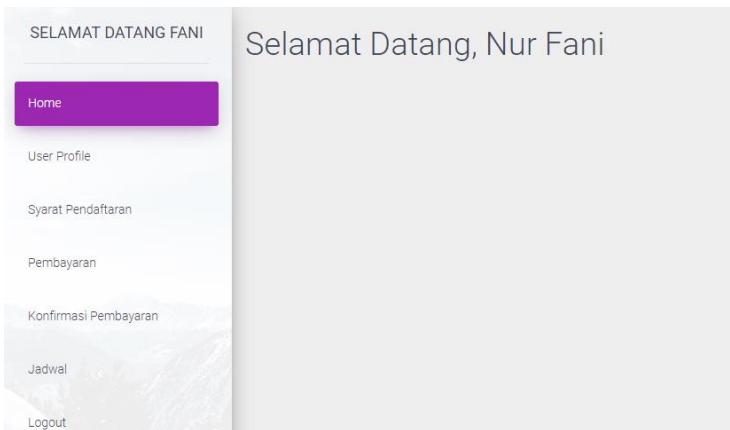 SELAMAT DATANG FANI
Home
User Profile
Syarat Pendaftaran
Pembayaran
Konfirmasi Pembayaran
Jadwal
Logout
Selamat Datang, Nur Fani